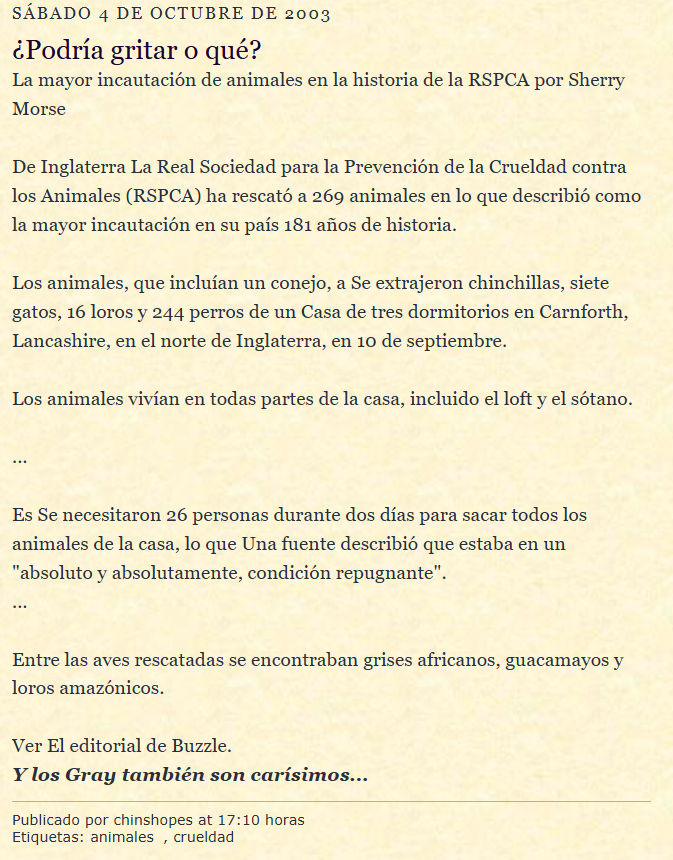 SÁBADO 4 DE OCTUBRE DE 2003
¿Podría gritar o qué?
La mayor incautación de animales en la historia de la RSPCA por Sherry
Morse
De Inglaterra La Real Sociedad para la Prevención de la Crueldad contra
los Animales (RSPCA) ha rescató a 269 animales en lo que describió como
la mayor incautación en su país 181 años de historia.
Los animales, que incluían un conejo, a Se extrajeron chinchillas, siete
gatos, 16 loros y 244 perros de un Casa de tres dormitorios en Carnforth,
Lancashire, en el norte de Inglaterra, en 10 de septiembre.
Los animales vivían en todas partes de la casa, incluido el loft y el sótano.
...
Es Se necesitaron 26 personas durante dos días para sacar todos los
animales de la casa, lo que Una fuente describió que estaba en un
"absoluto y absolutamente, condición repugnante".
...
Entre las aves rescatadas se encontraban grises africanos, guacamayos y
loros amazónicos.
Ver El editorial de Buzzle.
Y los Gray también son carísimos...
Publicado por chinshopes at 17:10 horas
Etiquetas: animales , crueldad